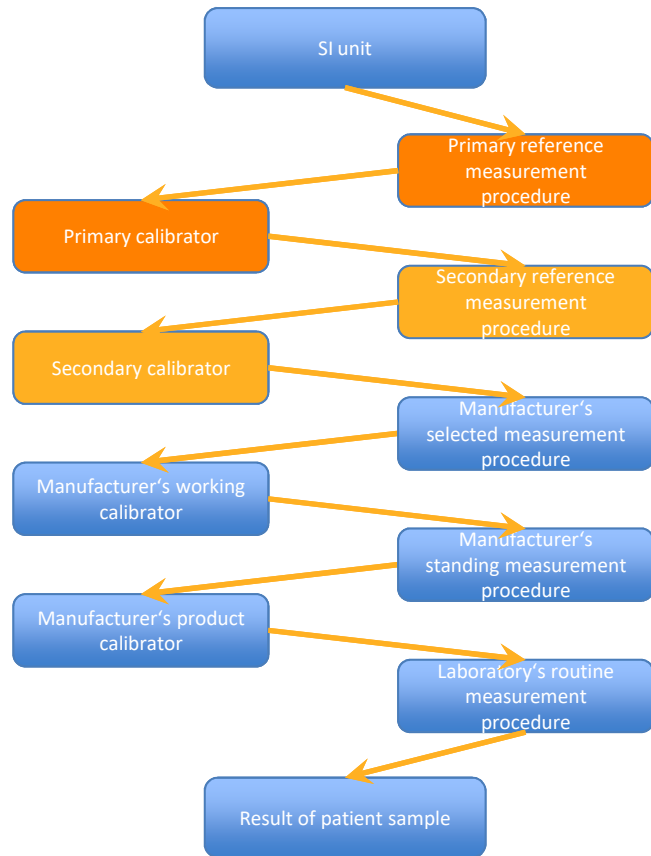 SI unit
Primary reference
measurement
procedure
Primary calibrator
Secondary reference
measurement
procedure
Secondary calibrator
Manufacturer‘s
selected measurement
procedure
Manufacturer‘s working
calibrator
Manufacturer‘s
standing measurement
procedure
Manufacturer‘s product
calibrator
Laboratory‘s routine
measurement
procedure
Result of patient sample